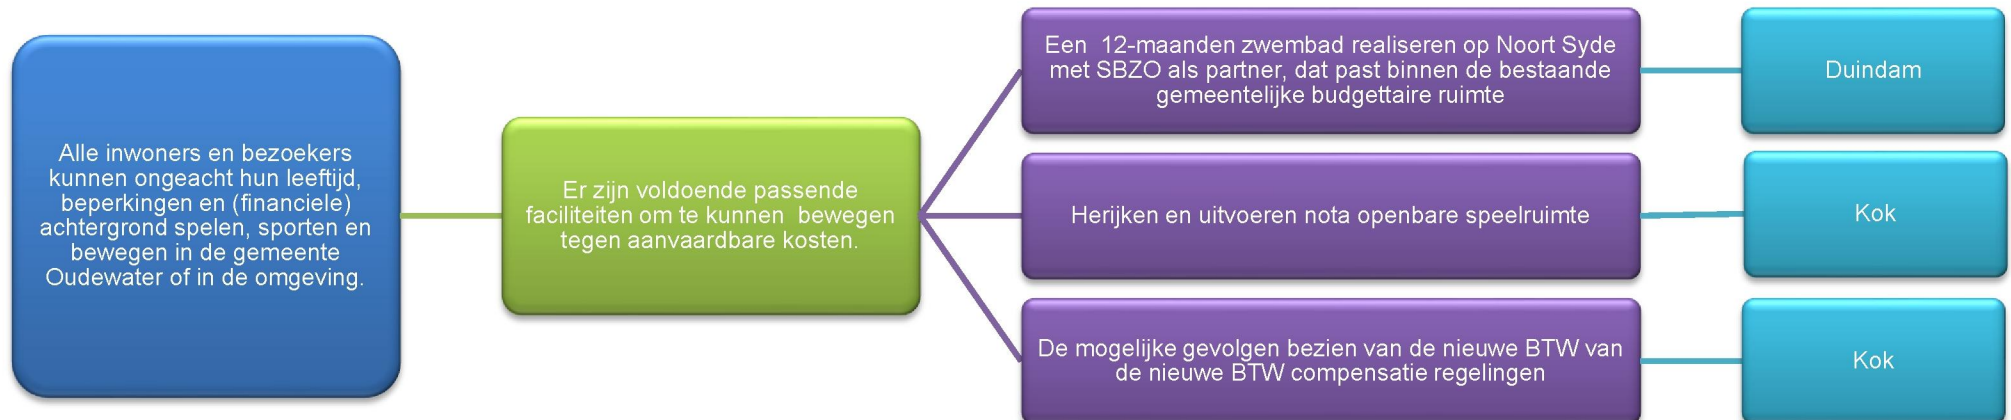 Alle inwoners en bezoekers
kunnen ongeacht hun leeftijd,
beperkingen en (financiele)
achtergrond spelen, sporten en
bewegen in de gemeente
Oudewater of in de omgeving.
Er zijn voldoende passende
faciliteiten om te kunnen bewegen
tegen aanvaardbare kosten.
Een 12-maanden zwembad realiseren op Noort Syde
met SBZO als partner, dat past binnen de bestaande
gemeentelijke budgettaire ruimte
Duindam
Herijken en uitvoeren nota openbare speelruimte
Kok
De mogelijke gevolgen bezien van de nieuwe BTW van
de nieuwe BTW compensatie regelingen
Kok